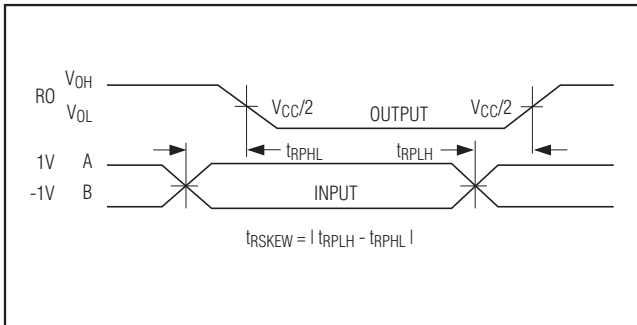 RO VOH
VOL
VCC/2 OUTPUT VCC/2
tRPHL tRPLH
1V A
-1V B
INPUT
tRSKEW = | tRPLH - tRPHL |